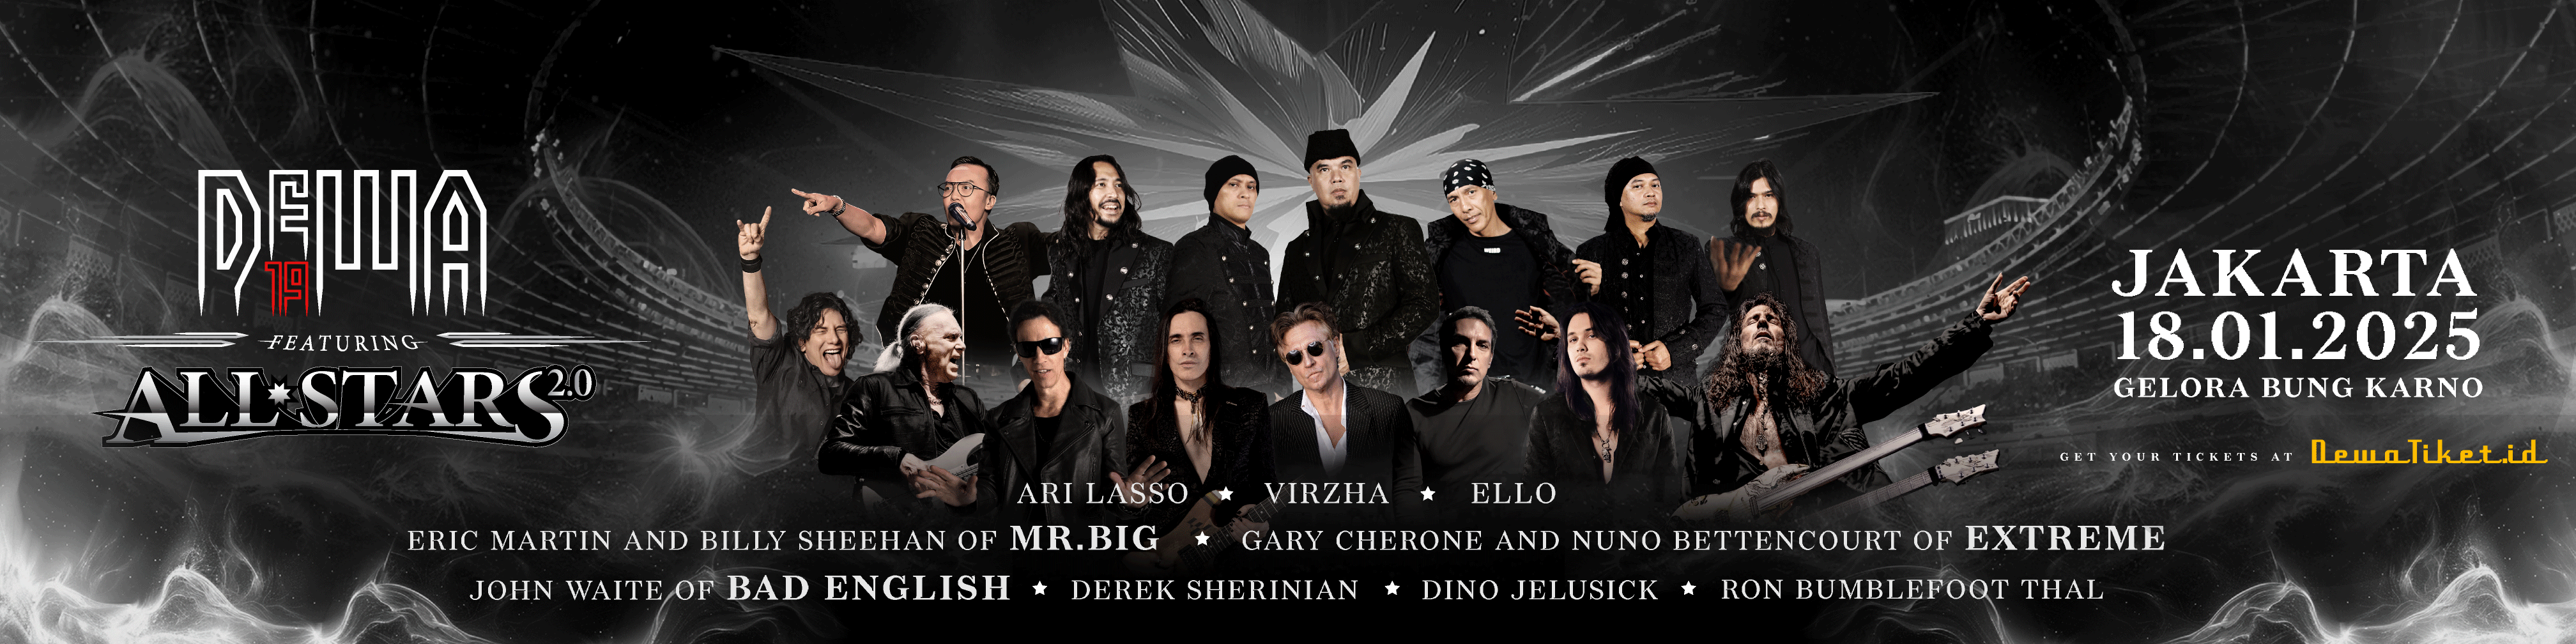 DEWA
19
FEATURING
ALL★STARS 2.0
JAKARTA
18.01.2025
GELORA BUNG KARNO
GET YOUR TICKETS AT DewaTiket.id
ARI LASSO ★ VIRZHA ★ ELLO
ERIC MARTIN AND BILLY SHEEHAN OF MR.BIG ★ GARY CHERONE AND NUNO BETTENCOURT OF EXTREME
JOHN WAITE OF BAD ENGLISH ★ DEREK SHERINIAN ★ DINO JELUSICK ★ RON BUMBLEFOOT THAL